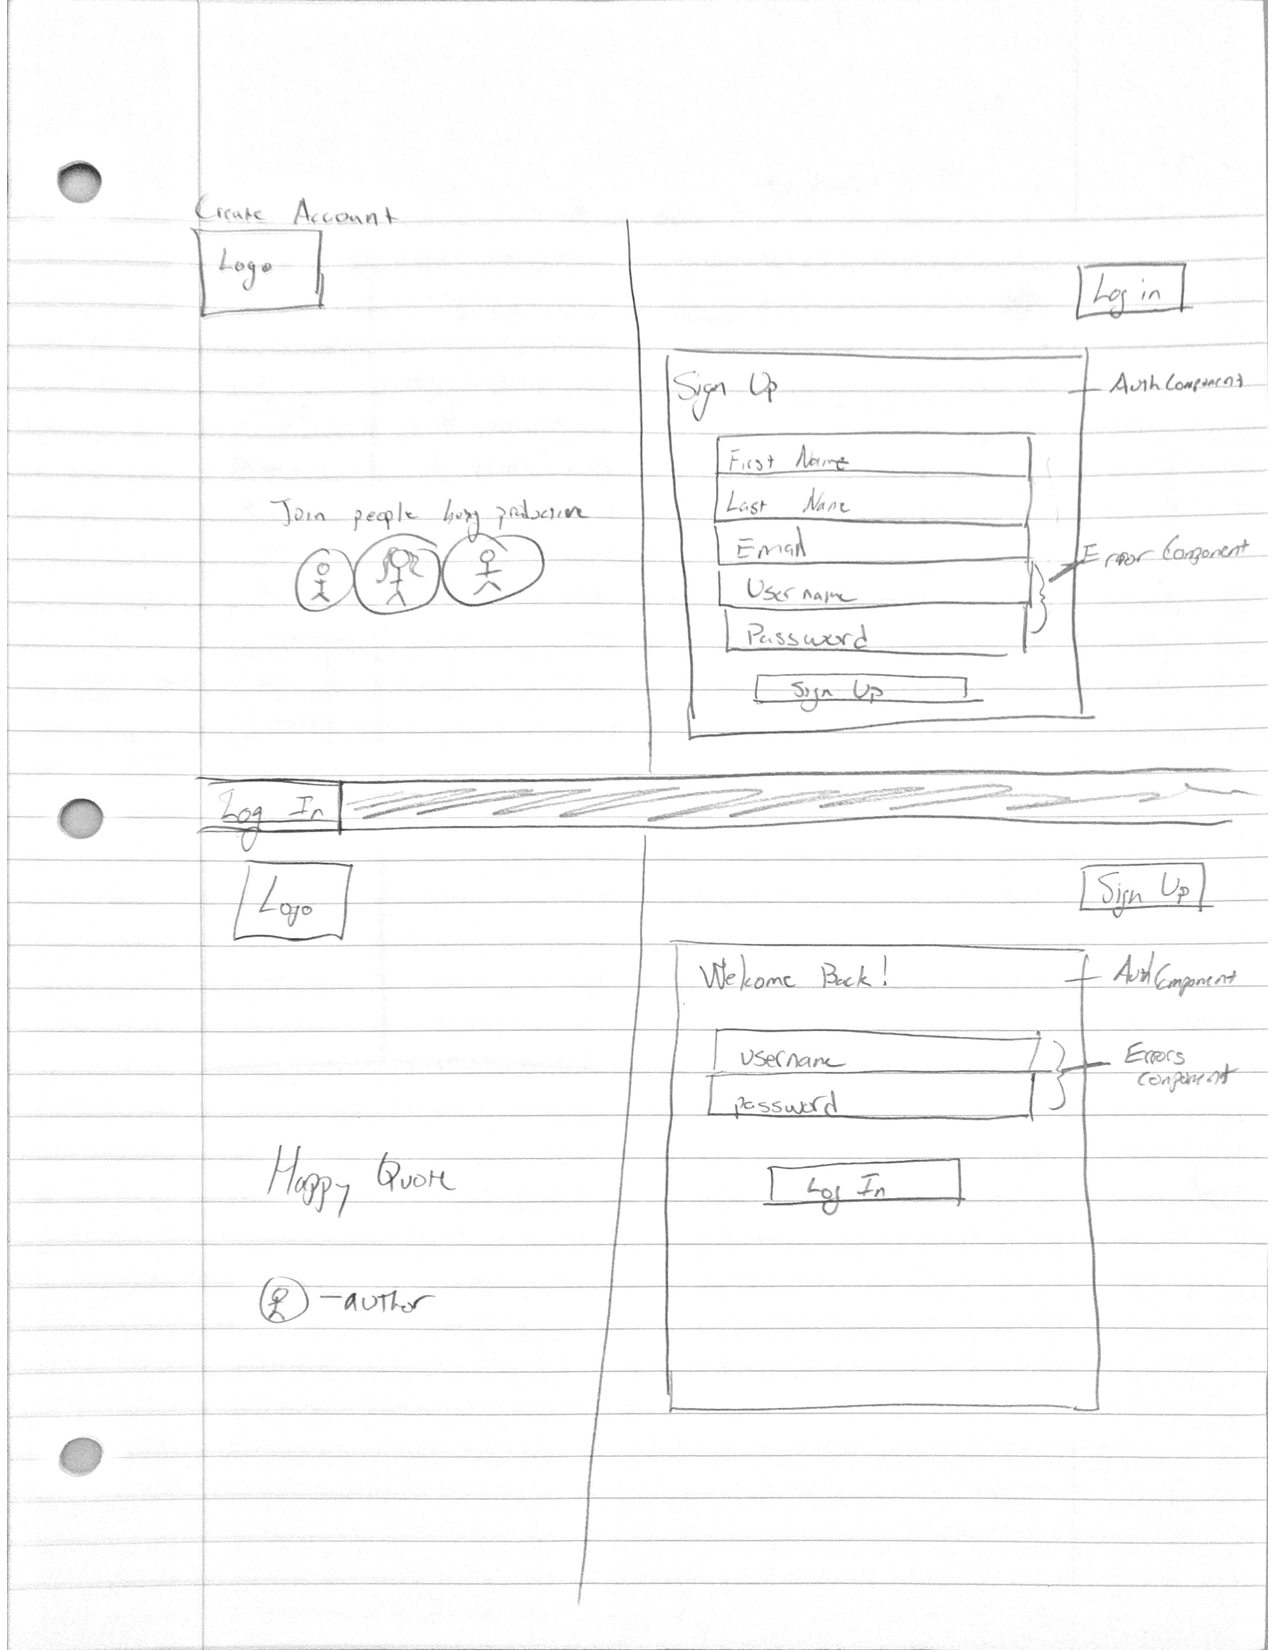 Create Account
Logo
Log in
Sign Up
Auth Component
First Name
Last Name
Join people being productive
Email
Error Component
Username
Password
Sign Up
Log In
Logo
Sign Up
Welcome Back!
Auth Component
username
Errors
component
password
Happy Quote
Log In
-author